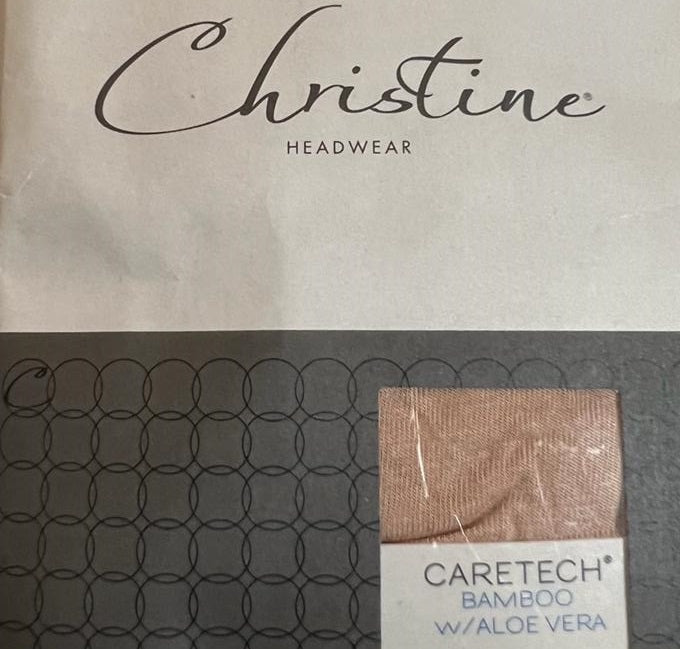 Christine®
HEADWEAR
C
CARETECH®
BAMBOO
W/ALOE VERA